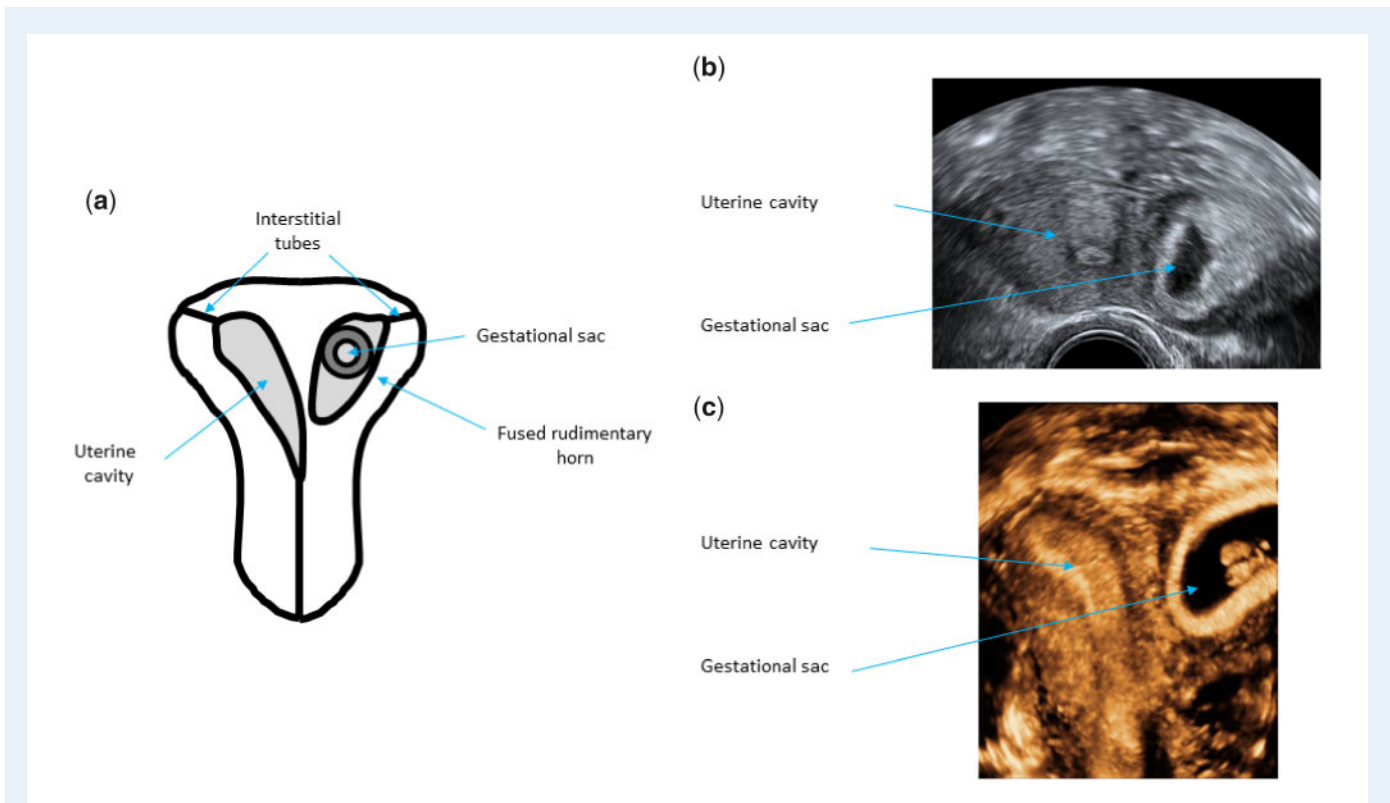 (a)
Interstitial
tubes
Gestational sac
Fused rudimentary
horn
Uterine
cavity
(b)
Uterine cavity
Gestational sac
(c)
Uterine cavity
Gestational sac